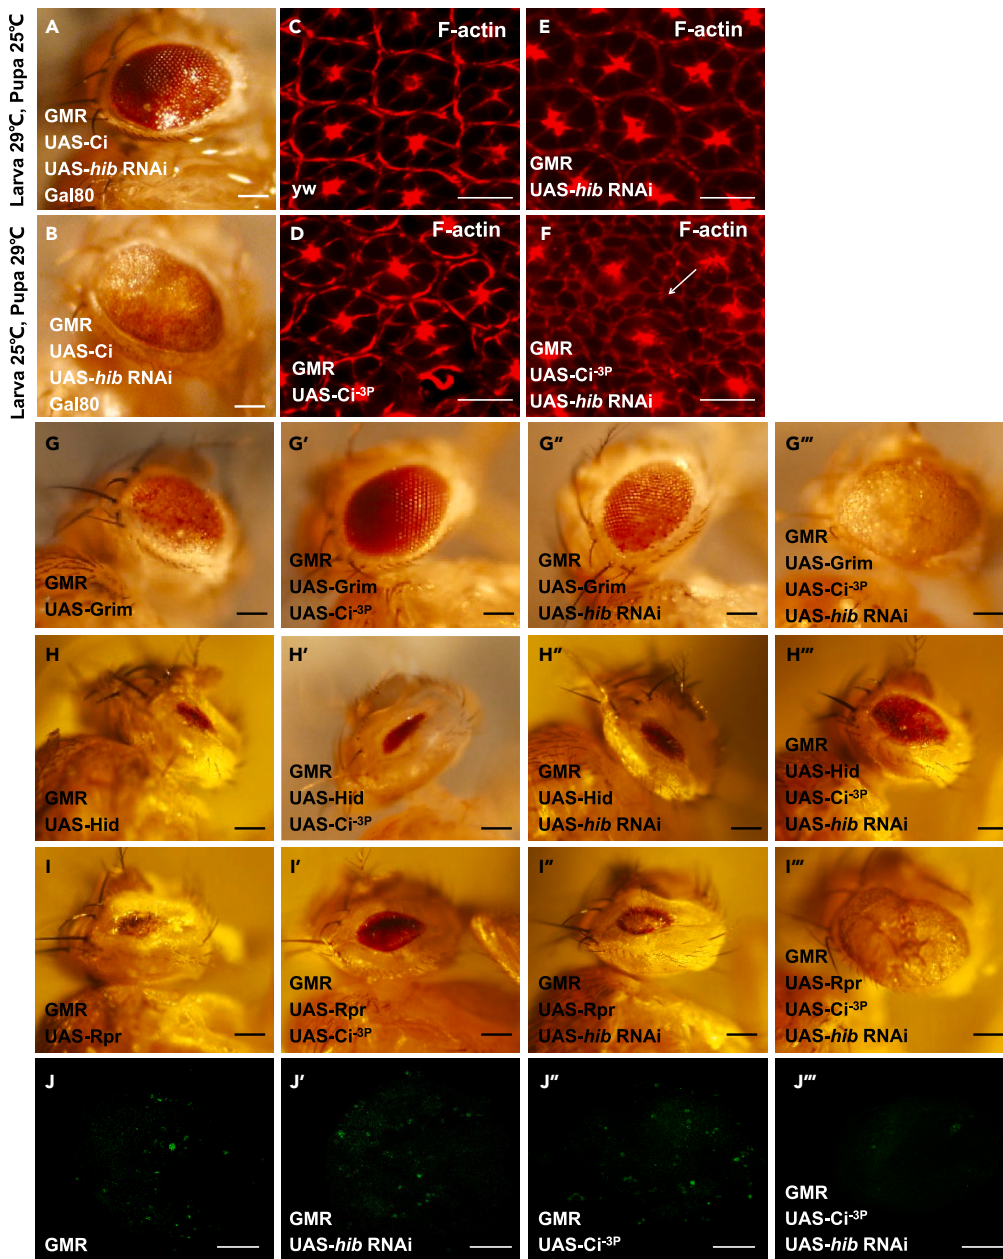 Larva 29℃, Pupa 25℃
A
GMR
UAS-Ci
UAS-hib RNAi
Gal80
C
F-actin
yw
E
F-actin
GMR
UAS-hib RNAi
Larva 25℃, Pupa 29℃
B
GMR
UAS-Ci
UAS-hib RNAi
Gal80
D
F-actin
GMR
UAS-Ci-3P
F
F-actin
GMR
UAS-Ci-3P
UAS-hib RNAi
G
GMR
UAS-Grim
G'
GMR
UAS-Grim
UAS-Ci-3P
G''
GMR
UAS-Grim
UAS-hib RNAi
G'''
GMR
UAS-Grim
UAS-Ci-3P
UAS-hib RNAi
H
GMR
UAS-Hid
H'
GMR
UAS-Hid
UAS-Ci-3P
H''
GMR
UAS-Hid
UAS-hib RNAi
H'''
GMR
UAS-Hid
UAS-Ci-3P
UAS-hib RNAi
I
GMR
UAS-Rpr
I'
GMR
UAS-Rpr
UAS-Ci-3P
I''
GMR
UAS-Rpr
UAS-hib RNAi
I'''
GMR
UAS-Rpr
UAS-Ci-3P
UAS-hib RNAi
J
GMR
J'
GMR
UAS-hib RNAi
J''
GMR
UAS-Ci-3P
J'''
GMR
UAS-Ci-3P
UAS-hib RNAi